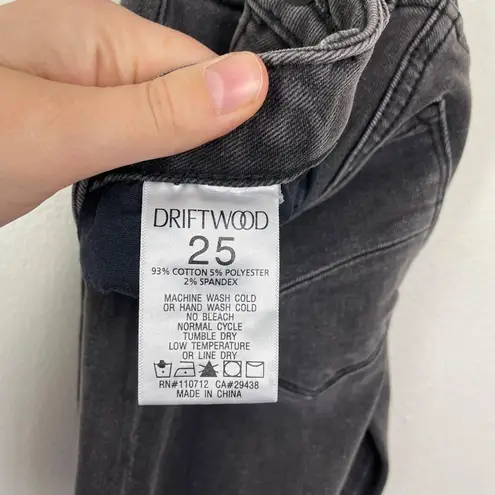 DRIFTWOOD
25
93% COTTON 5% POLYESTER
2% SPANDEX
MACHINE WASH COLD
OR HAND WASH COLD
NO BLEACH
NORMAL CYCLE
TUMBLE DRY
LOW TEMPERATURE
OR LINE DRY
RN#110712 CA#29438
MADE IN CHINA